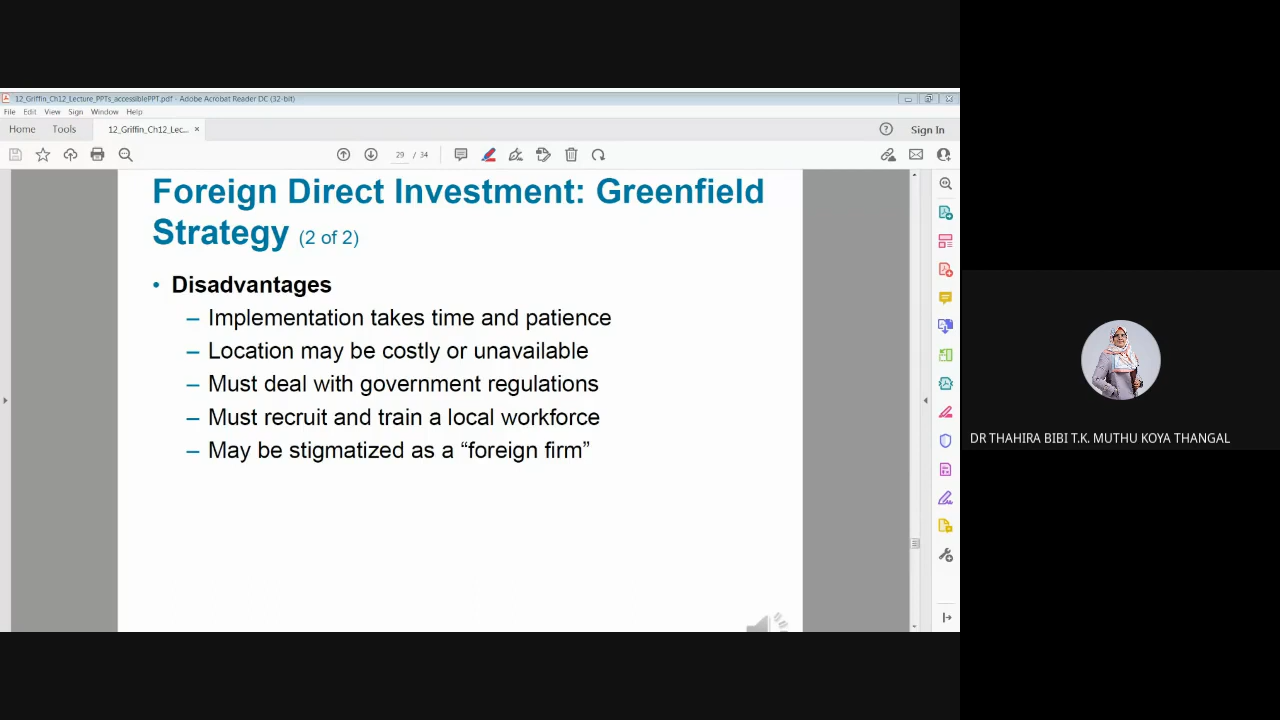 12_Griffin_Ch12_Lecture_PPTs_accessiblePPT.pdf - Adobe Acrobat Reader DC (32-bit)
File Edit View Sign Window Help
Home Tools 12_Griffin_Ch12_Lec... × Sign In
29 / 34
Foreign Direct Investment: Greenfield
Strategy (2 of 2)
• Disadvantages
– Implementation takes time and patience
– Location may be costly or unavailable
– Must deal with government regulations
– Must recruit and train a local workforce
– May be stigmatized as a “foreign firm”
DR THAHIRA BIBI T.K. MUTHU KOYA THANGAL